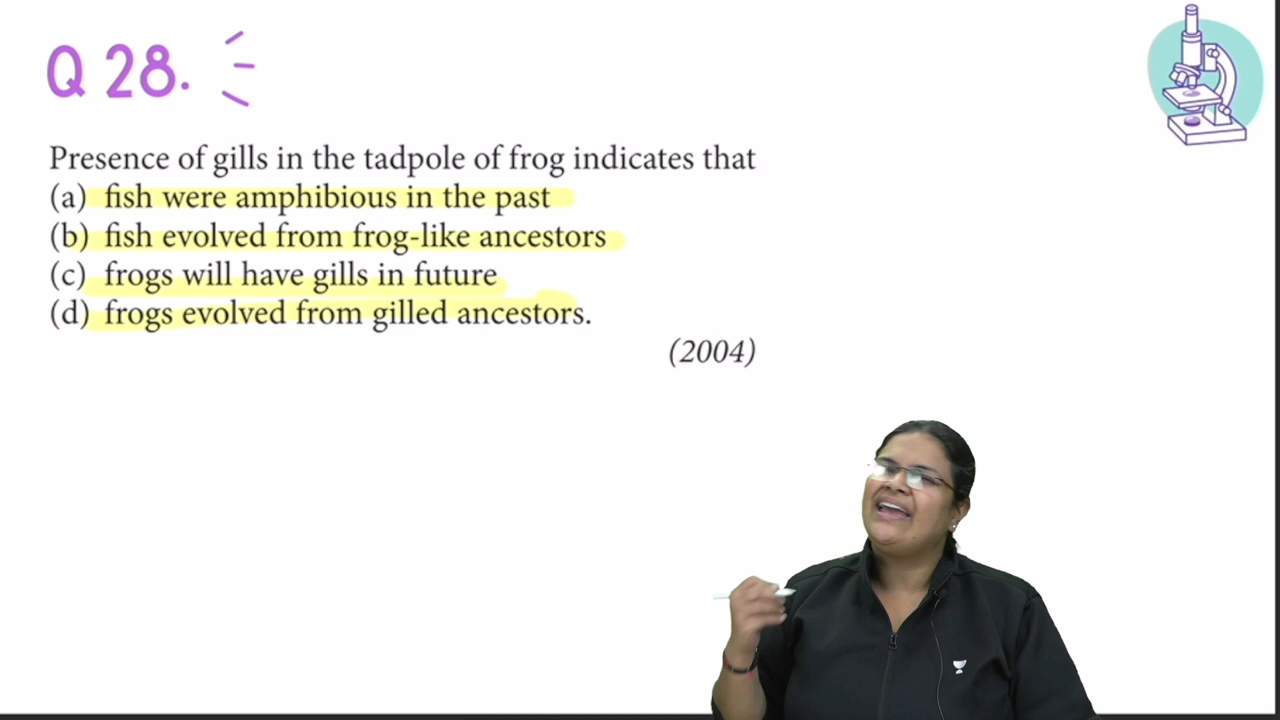 Q 28.
Presence of gills in the tadpole of frog indicates that
(a) fish were amphibious in the past
(b) fish evolved from frog-like ancestors
(c) frogs will have gills in future
(d) frogs evolved from gilled ancestors.
(2004)